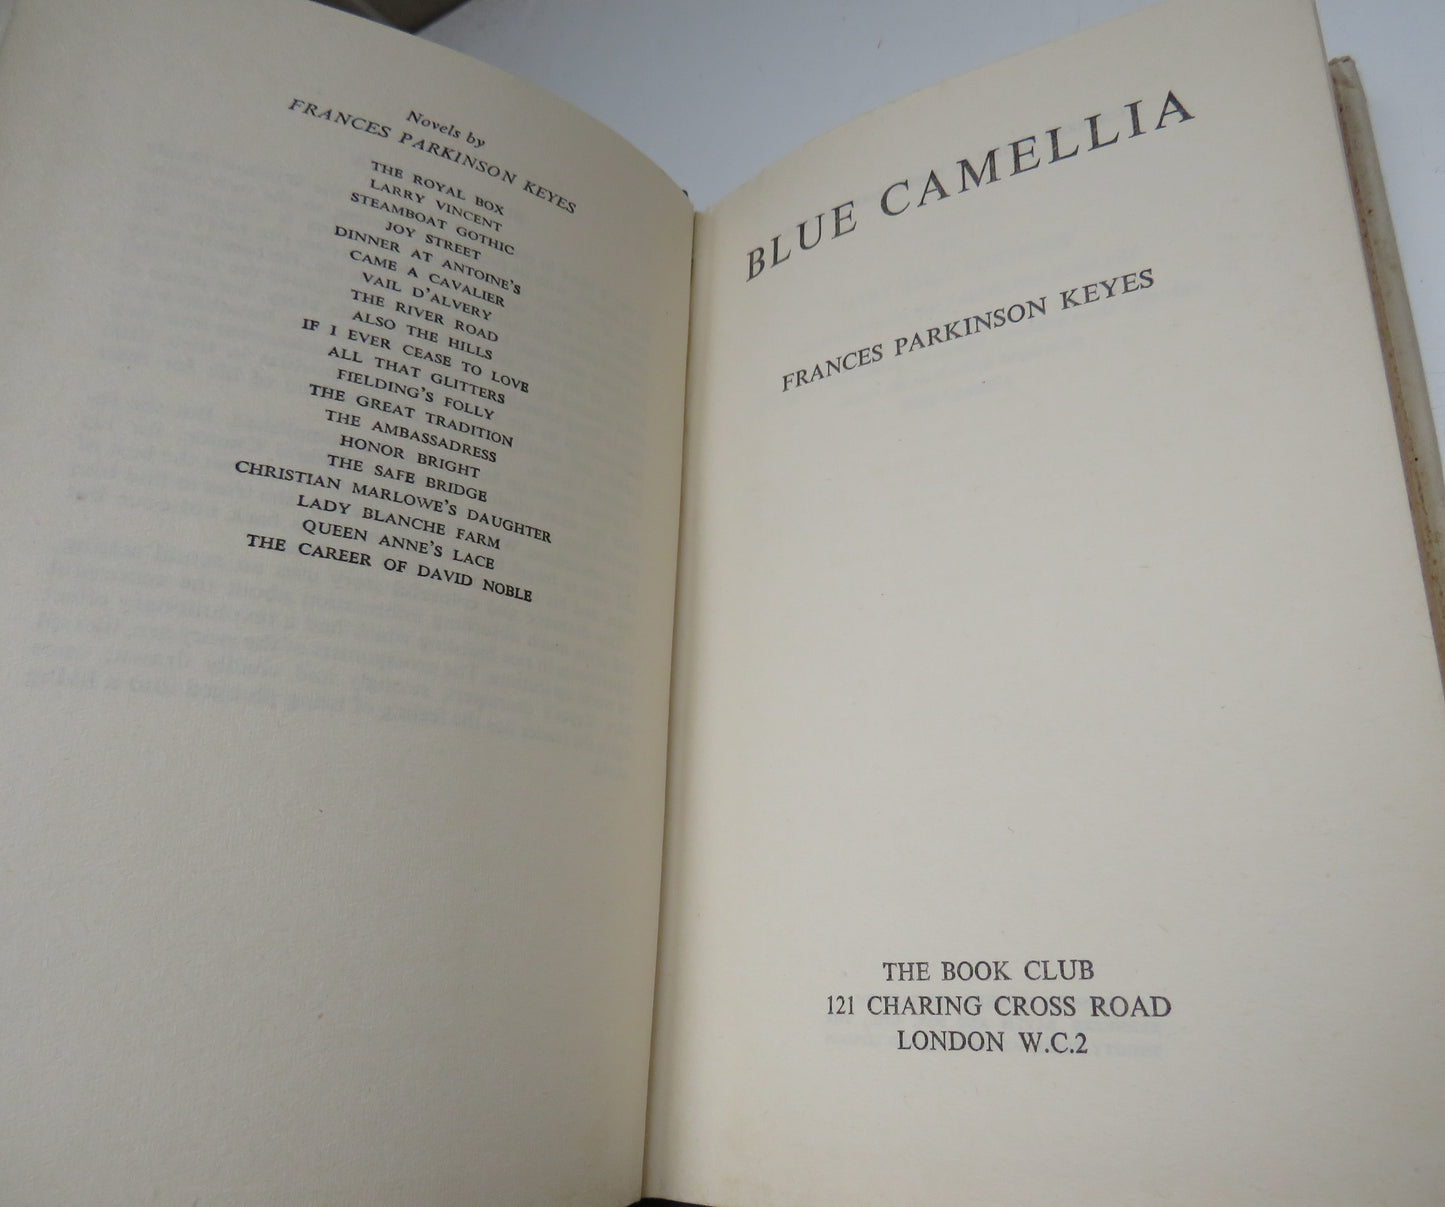 Novels by
FRANCES PARKINSON KEYES
THE ROYAL BOX
LARRY VINCENT
STEAMBOAT GOTHIC
JOY STREET
DINNER AT ANTOINE'S
CAME A CAVALIER
VAIL D'ALVERY
THE RIVER ROAD
ALSO THE HILLS
IF I EVER CEASE TO LOVE
ALL THAT GLITTERS
FIELDING'S FOLLY
THE GREAT TRADITION
THE AMBASSADRESS
HONOR BRIGHT
THE SAFE BRIDGE
CHRISTIAN MARLOWE'S DAUGHTER
LADY BLANCHE FARM
QUEEN ANNE'S LACE
THE CAREER OF DAVID NOBLE
BLUE CAMELLIA
FRANCES PARKINSON KEYES
THE BOOK CLUB
121 CHARING CROSS ROAD
LONDON W.C.2